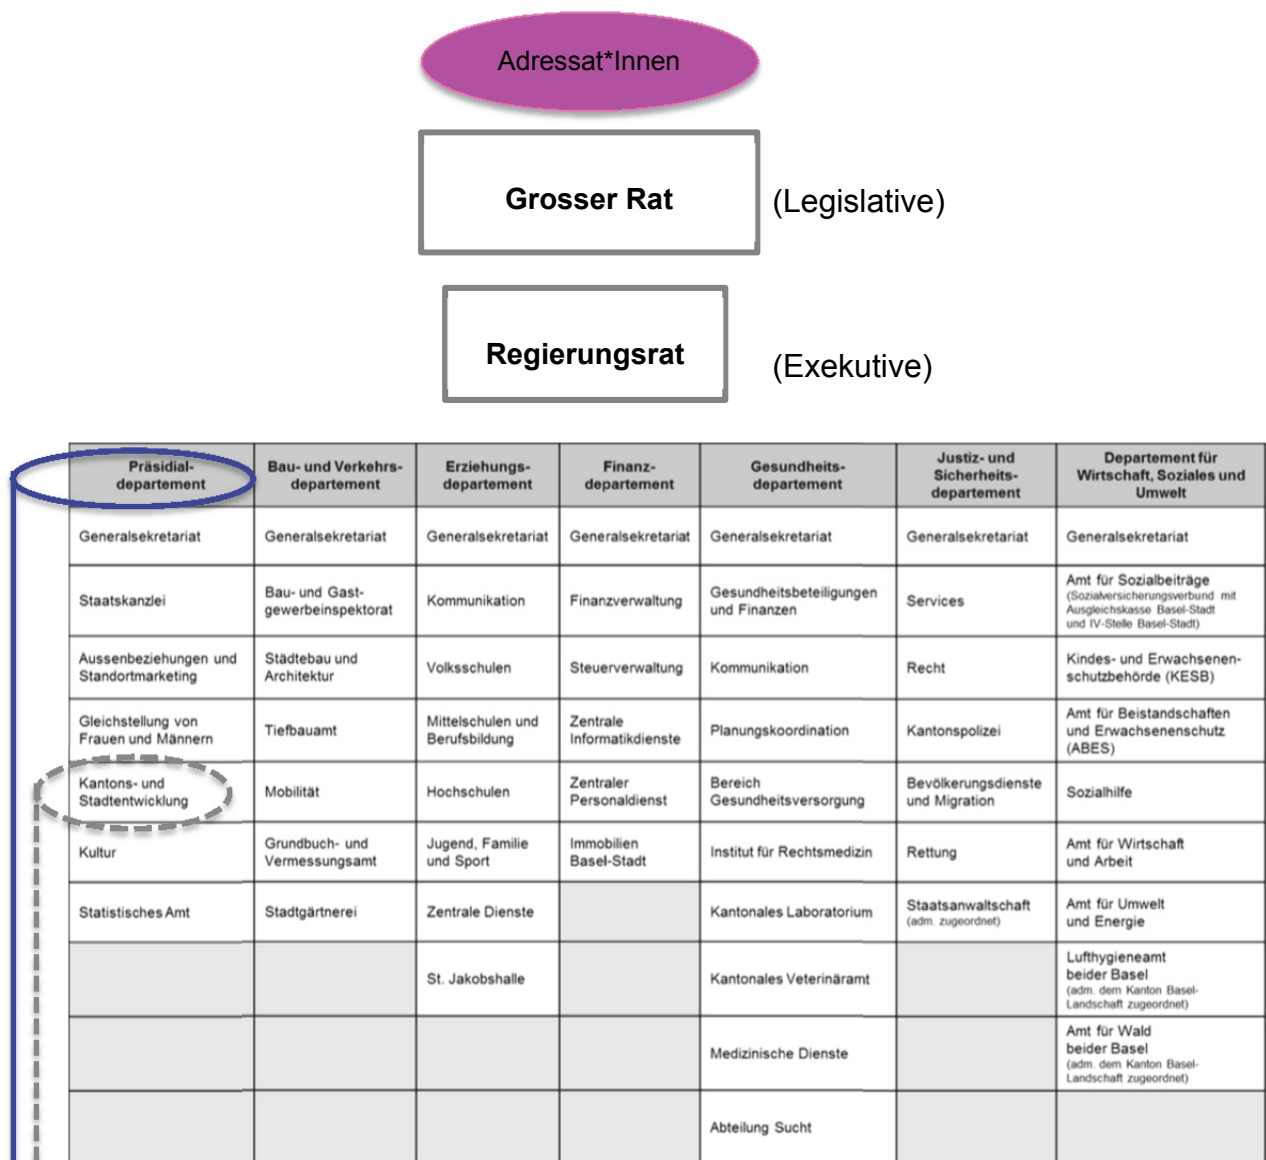 Adressat*Innen
Grosser Rat
(Legislative)
Regierungsrat
(Exekutive)
Präsidial-
departement
Bau- und Verkehrs-
departement
Erziehungs-
departement
Finanz-
departement
Gesundheits-
departement
Justiz- und
Sicherheits-
departement
Departement für
Wirtschaft, Soziales und
Umwelt
Generalsekretariat
Generalsekretariat
Generalsekretariat
Generalsekretariat
Generalsekretariat
Generalsekretariat
Generalsekretariat
Staatskanzlei
Bau- und Gast-
gewerbeinspektorat
Kommunikation
Finanzverwaltung
Gesundheitsbeteiligungen
und Finanzen
Services
Amt für Sozialbeiträge
(Sozialversicherungsverbund mit
Ausgleichskasse Basel-Stadt
und IV-Stelle Basel-Stadt)
Aussenbeziehungen und
Standortmarketing
Städtebau und
Architektur
Volksschulen
Steuerverwaltung
Kommunikation
Recht
Kindes- und Erwachsenen-
schutzbehörde (KESB)
Gleichstellung von
Frauen und Männern
Tiefbauamt
Mittelschulen und
Berufsbildung
Zentrale
Informatikdienste
Planungskoordination
Kantonspolizei
Amt für Beistandschaften
und Erwachsenenschutz
(ABES)
Kantons- und
Stadtentwicklung
Mobilität
Hochschulen
Zentraler
Personaldienst
Bereich
Gesundheitsversorgung
Bevölkerungsdienste
und Migration
Sozialhilfe
Kultur
Grundbuch- und
Vermessungsamt
Jugend, Familie
und Sport
Immobilien
Basel-Stadt
Institut für Rechtsmedizin
Rettung
Amt für Wirtschaft
und Arbeit
Statistisches Amt
Stadtgärtnerei
Zentrale Dienste
Kantonales Laboratorium
Staatsanwaltschaft
(adm. zugeordnet)
Amt für Umwelt
und Energie
St. Jakobshalle
Kantonales Veterinäramt
Lufthygieneamt
beider Basel
(adm. dem Kanton Basel-
Landschaft zugeordnet)
Medizinische Dienste
Amt für Wald
beider Basel
(adm. dem Kanton Basel-
Landschaft zugeordnet)
Abteilung Sucht